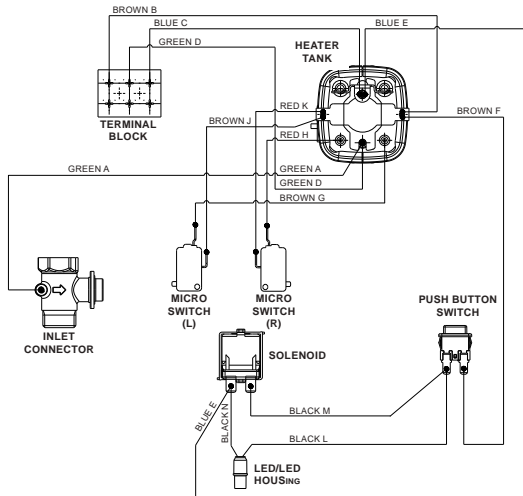 BROWN B
BLUE C
BLUE E
GREEN D
HEATER
TANK
RED K
BROWN F
TERMINAL
BLOCK
BROWN J
RED H
GREEN A
GREEN A
GREEN D
BROWN G
MICRO
SWITCH
(L)
MICRO
SWITCH
(R)
PUSH BUTTON
SWITCH
INLET
CONNECTOR
SOLENOID
BLUE E
BLACK N
BLACK M
BLACK L
LED/LED
HOUSING